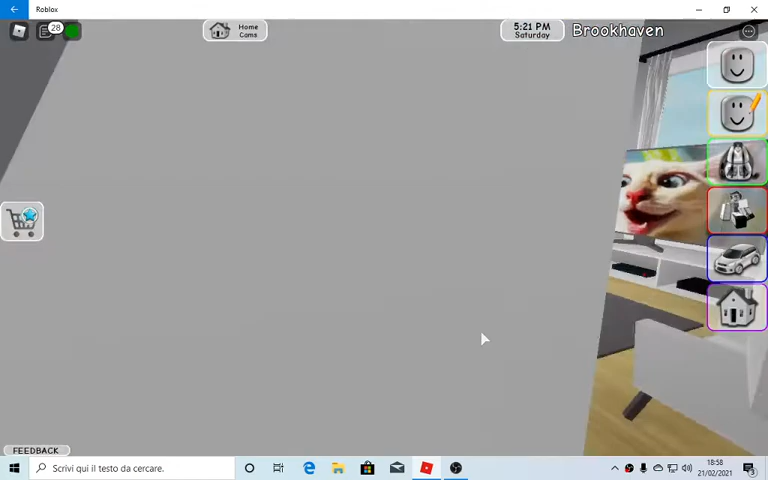 Roblox
28
Home
Cams
5:21 PM
Saturday
Brookhaven
FEEDBACK
Scrivi qui il testo da cercare.
18:58
21/02/2021
3